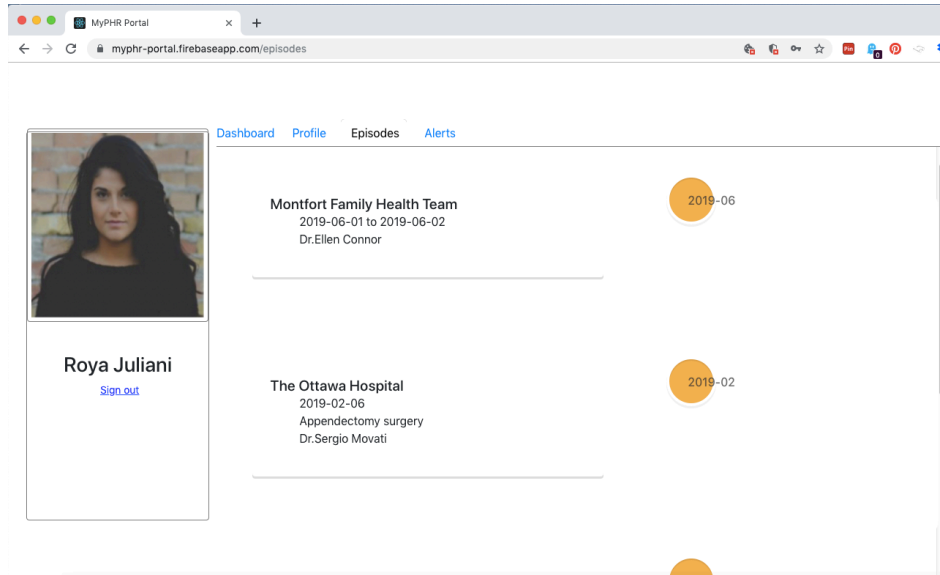 MyPHR Portal
myphr-portal.firebaseapp.com/episodes
Pin
0
Dashboard Profile Episodes Alerts
Roya Juliani
Sign out
Montfort Family Health Team
2019-06-01 to 2019-06-02
Dr.Ellen Connor
2019-06
The Ottawa Hospital
2019-02-06
Appendectomy surgery
Dr.Sergio Movati
2019-02